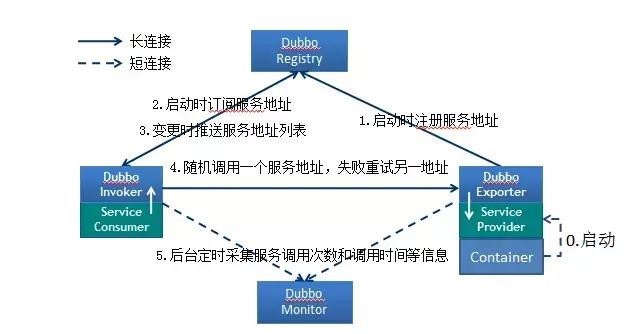 长连接
短连接
Dubbo
Registry
2.启动时订阅服务地址
3.变更时推送服务地址列表
1.启动时注册服务地址
4.随机调用一个服务地址，失败重试另一地址
Dubbo
Invoker
Service
Consumer
Dubbo
Exporter
Service
Provider
Container
0.启动
5.后台定时采集服务调用次数和调用时间等信息
Dubbo
Monitor